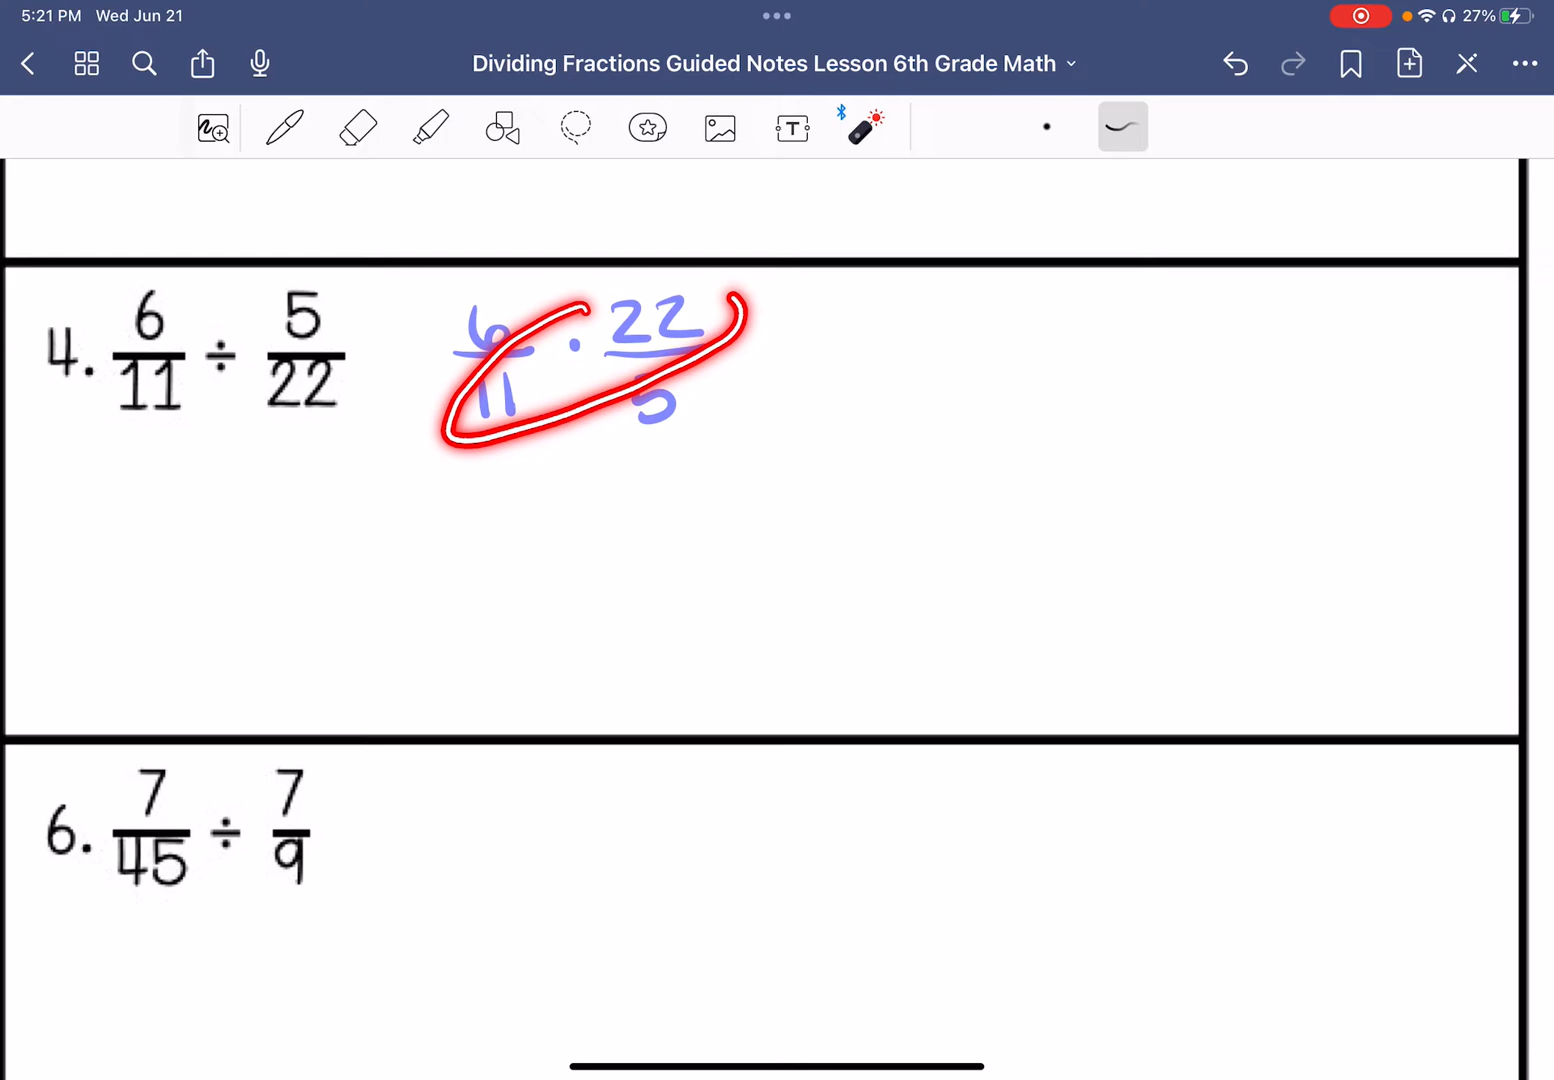 5:21 PM Wed Jun 21
27%
Dividing Fractions Guided Notes Lesson 6th Grade Math
T
4. 6/11 ÷ 5/22 6/11 · 22/5
6. 7/45 ÷ 7/9